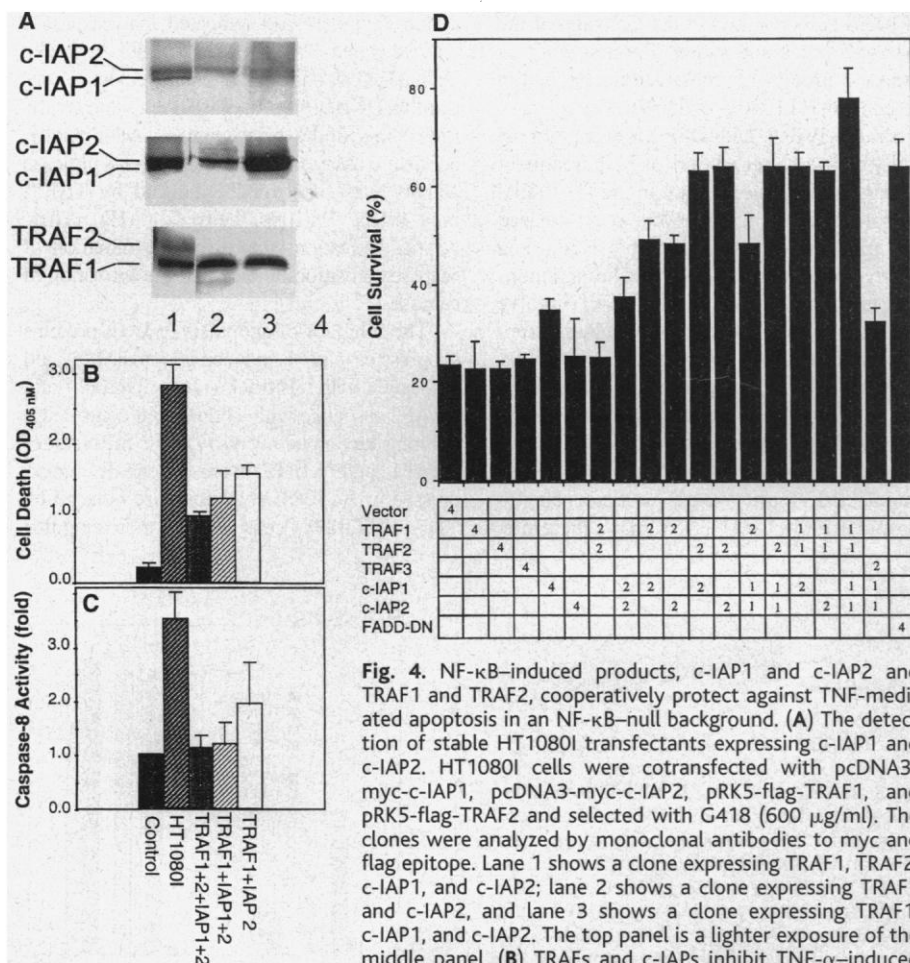 A
c-IAP2
c-IAP1
c-IAP2
c-IAP1
TRAF2
TRAF1
1 2 3 4
B
Cell Death (OD405 nM)
3.0
2.0
1.0
0.0
C
Caspase-8 Activity (fold)
3.0
2.0
1.0
0.0
Control
HT1080I
TRAF1+2+IAP1+2
TRAF1+IAP1+2
TRAF1+IAP 2
D
Cell Survival (%)
80
60
40
20
0
Vector 4
TRAF1 4 2 2 2 2 1 1 1
TRAF2 4 2 2 2 2 1 1 1
TRAF3 4 2
c-IAP1 4 2 2 2 1 1 2 1 1
c-IAP2 4 2 2 2 1 1 2 1 1
FADD-DN 4
Fig. 4. NF-κB–induced products, c-IAP1 and c-IAP2 and
TRAF1 and TRAF2, cooperatively protect against TNF-medi
ated apoptosis in an NF-κB–null background. (A) The detec
tion of stable HT1080I transfectants expressing c-IAP1 and
c-IAP2. HT1080I cells were cotransfected with pcDNA3-
myc-c-IAP1, pcDNA3-myc-c-IAP2, pRK5-flag-TRAF1, and
pRK5-flag-TRAF2 and selected with G418 (600 μg/ml). The
clones were analyzed by monoclonal antibodies to myc and
flag epitope. Lane 1 shows a clone expressing TRAF1, TRAF2
c-IAP1, and c-IAP2; lane 2 shows a clone expressing TRAF
and c-IAP2, and lane 3 shows a clone expressing TRAF1
c-IAP1, and c-IAP2. The top panel is a lighter exposure of the
middle panel. (B) TRAFs and c-IAPs inhibit TNF-α–induced